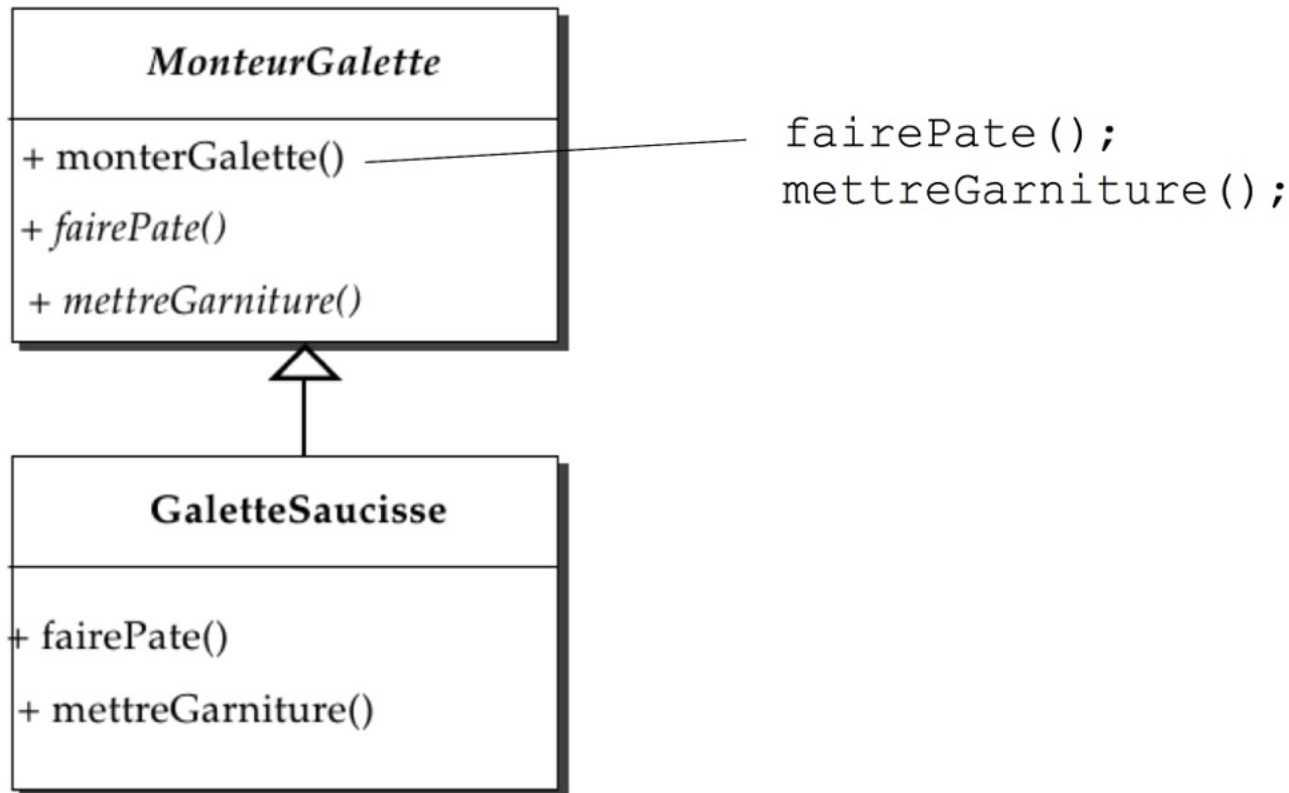 MonteurGalette
+ monterGalette()
fairePate();
mettreGarniture();
+ fairePate()
+ mettreGarniture()
GaletteSaucisse
+ fairePate()
+ mettreGarniture()